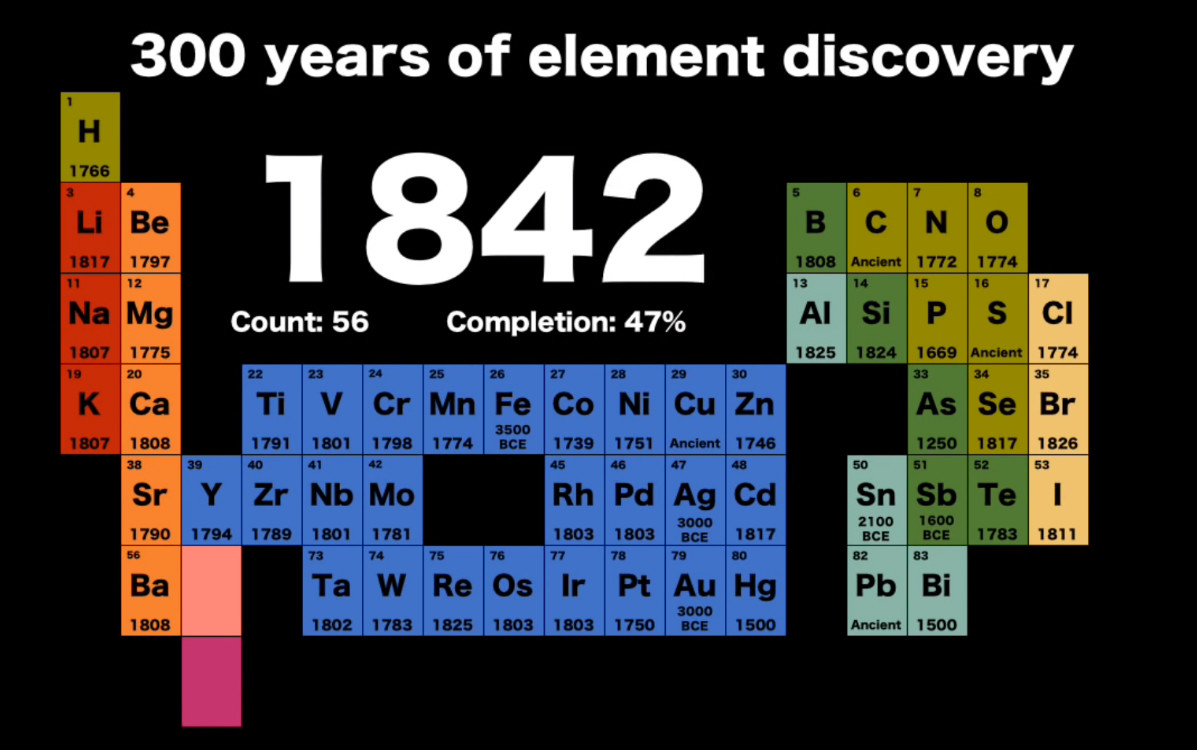 300 years of element discovery
1842
Count: 56 Completion: 47%
1
H
1766
3 4 5 6 7 8
Li Be B C N O
1817 1797 1808 Ancient 1772 1774
11 12 13 14 15 16 17
Na Mg Al Si P S Cl
1807 1775 1825 1824 1669 Ancient 1774
19 20 22 23 24 25 26 27 28 29 30 33 34 35
K Ca Ti V Cr Mn Fe Co Ni Cu Zn As Se Br
3500
1807 1808 1791 1801 1798 1774 BCE 1739 1751 Ancient 1746 1250 1817 1826
38 39 40 41 42 45 46 47 48 50 51 52 53
Sr Y Zr Nb Mo Rh Pd Ag Cd Sn Sb Te I
3000 2100 1600
1790 1794 1789 1801 1781 1803 1803 BCE 1817 BCE BCE 1783 1811
56 73 74 75 76 77 78 79 80 82 83
Ba Ta W Re Os Ir Pt Au Hg Pb Bi
3000
1808 1802 1783 1825 1803 1803 1750 BCE 1500 Ancient 1500